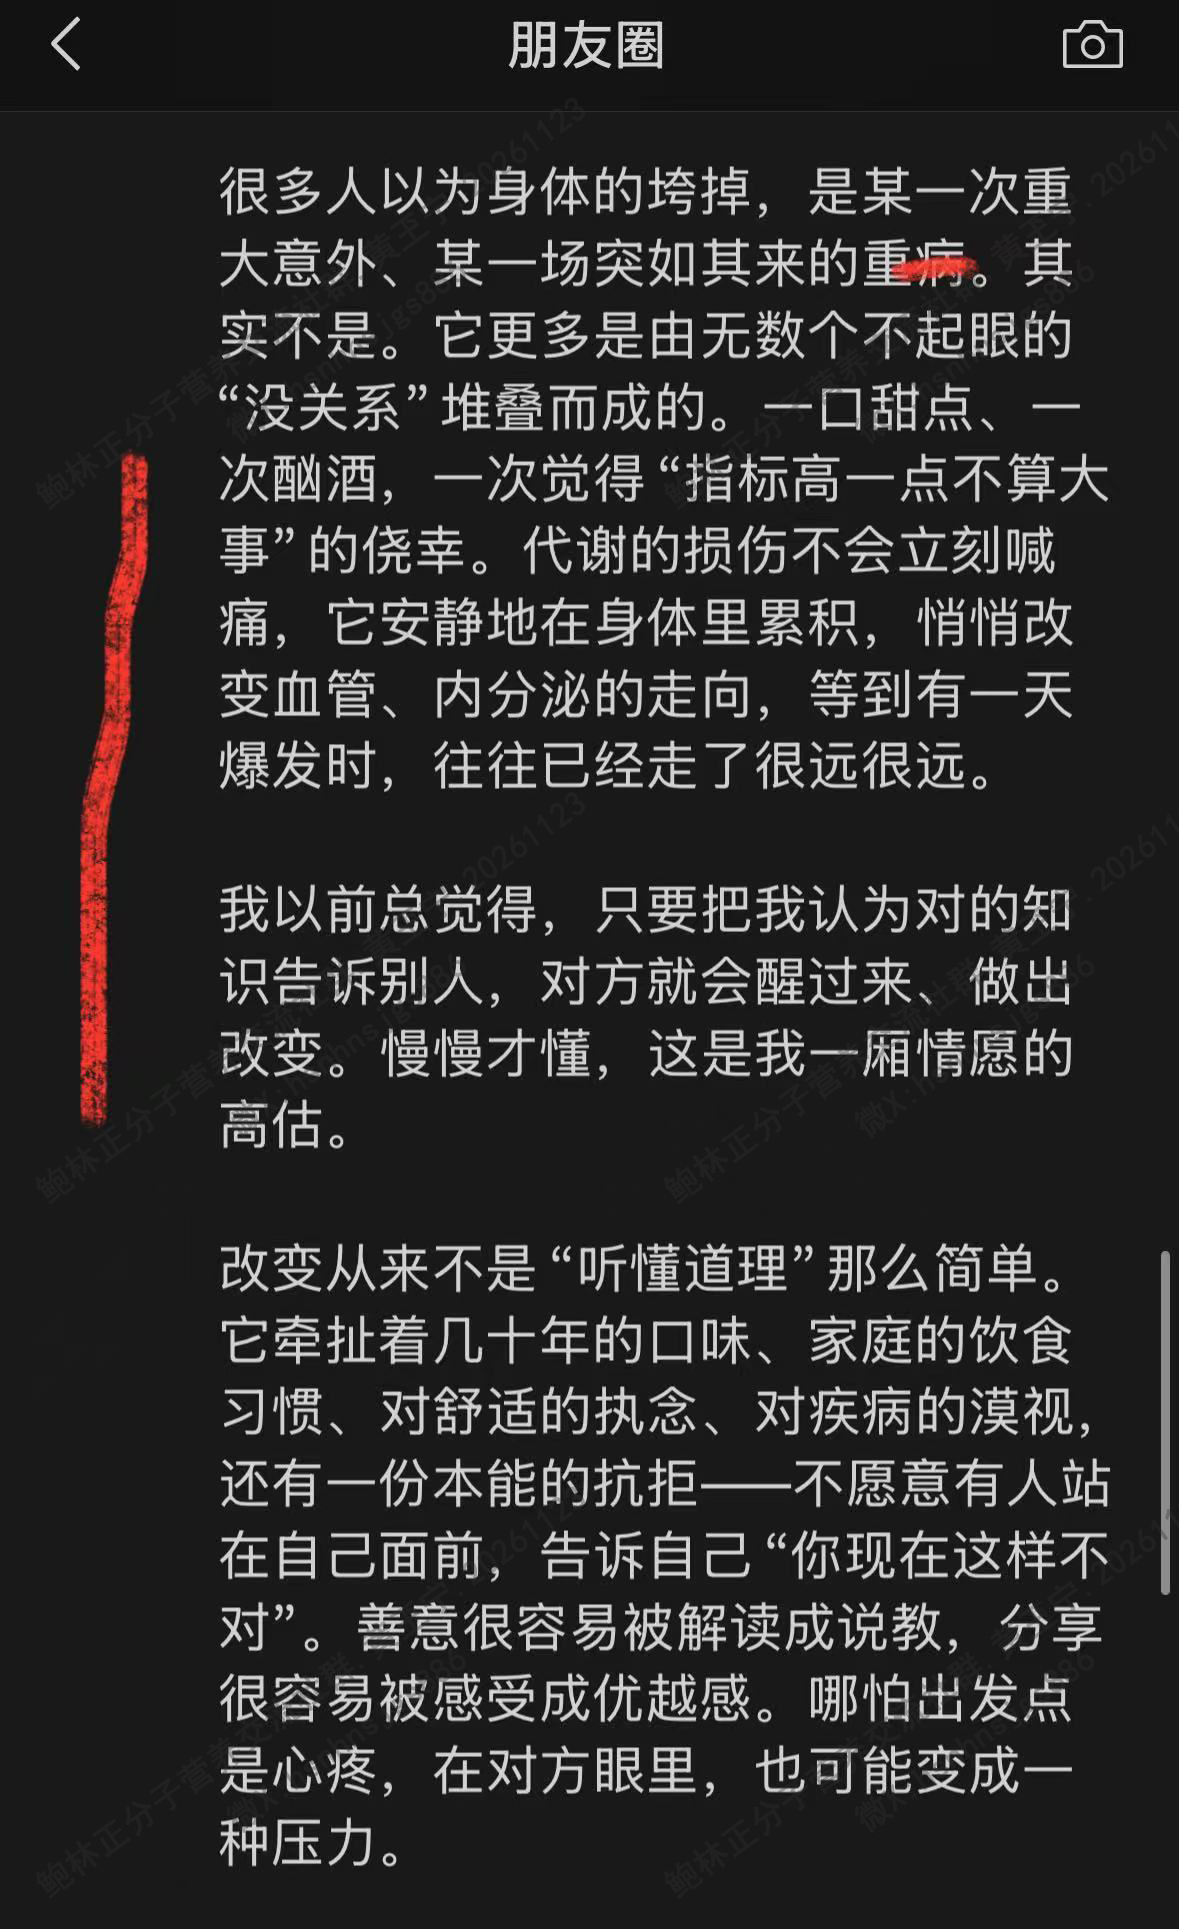 朋友圈
很多人以为身体的垮掉，是某一次重
大意外、某一场突如其来的重病。其
实不是。它更多是由无数个不起眼的
“没关系”堆叠而成的。一口甜点、一
次酗酒，一次觉得“指标高一点不算大
事”的侥幸。代谢的损伤不会立刻喊
痛，它安静地在身体里累积，悄悄改
变血管、内分泌的走向，等到有一天
爆发时，往往已经走了很远很远。
我以前总觉得，只要把我认为对的知
识告诉别人，对方就会醒过来、做出
改变。慢慢才懂，这是我一厢情愿的
高估。
改变从来不是“听懂道理”那么简单。
它牵扯着几十年的口味、家庭的饮食
习惯、对舒适的执念、对疾病的漠视，
还有一份本能的抗拒——不愿意有人站
在自己面前，告诉自己“你现在这样不
对”。善意很容易被解读成说教，分享
很容易被感受成优越感。哪怕出发点
是心疼，在对方眼里，也可能变成一
种压力。